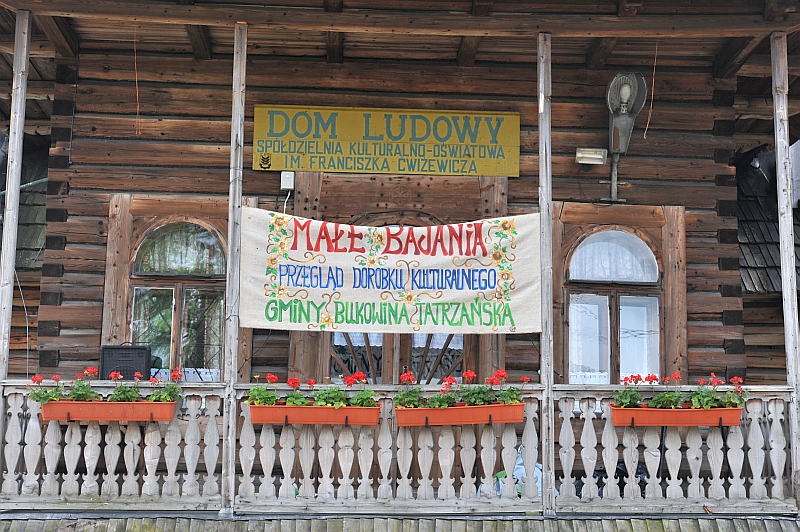 DOM LUDOWY
SPÓŁDZIELNIA KULTURALNO-OŚWIATOWA
IM. FRANCISZKA ĆWIŻEWICZA
MAŁE BAJANIA
PRZEGLĄD DOROBKU KULTURALNEGO
GMINY BUKOWINA TATRZAŃSKA